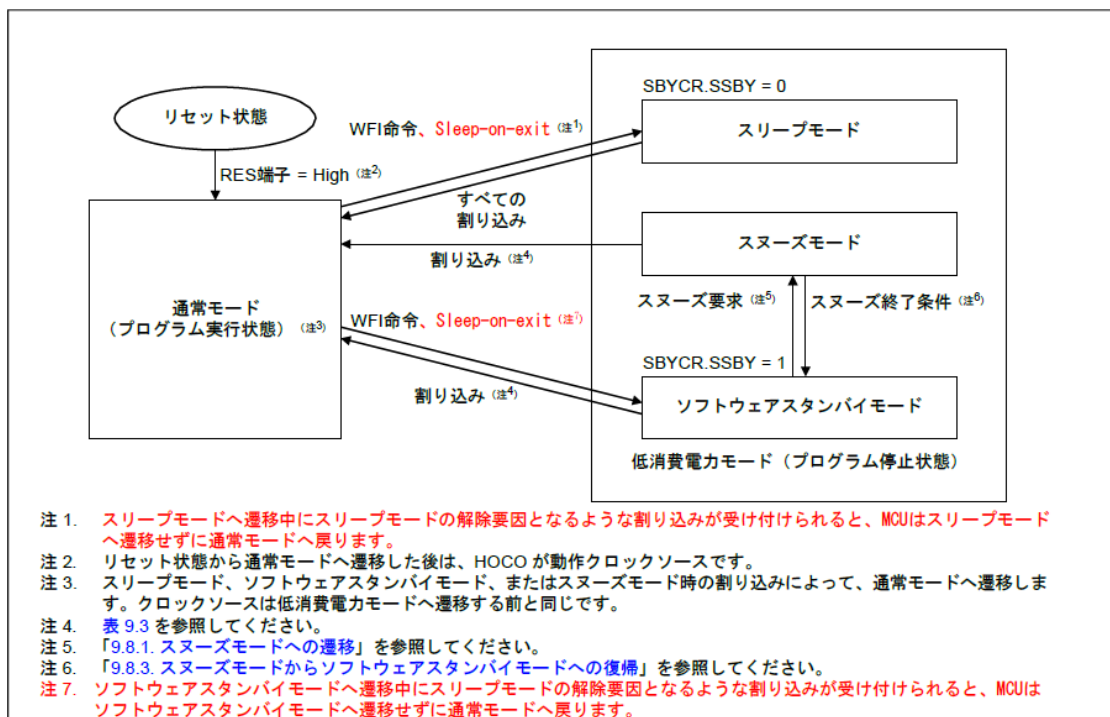 SBYCR.SSBY = 0
リセット状態
スリープモード
WFI命令、Sleep-on-exit (注1)
RES端子 = High (注2)
すべての
割り込み
スヌーズモード
割り込み (注4)
スヌーズ要求 (注5)
スヌーズ終了条件 (注6)
通常モード
(プログラム実行状態) (注3)
WFI命令、Sleep-on-exit (注7)
SBYCR.SSBY = 1
割り込み (注4)
ソフトウェアスタンバイモード
低消費電力モード(プログラム停止状態)
注 1. スリープモードへ遷移中にスリープモードの解除要因となるような割り込みが受け付けられると、MCUはスリープモード
へ遷移せずに通常モードへ戻ります。
注 2. リセット状態から通常モードへ遷移した後は、HOCO が動作クロックソースです。
注 3. スリープモード、ソフトウェアスタンバイモード、またはスヌーズモード時の割り込みによって、通常モードへ遷移しま
す。クロックソースは低消費電力モードへ遷移する前と同じです。
注 4. 表 9.3 を参照してください。
注 5. 「9.8.1. スヌーズモードへの遷移」を参照してください。
注 6. 「9.8.3. スヌーズモードからソフトウェアスタンバイモードへの復帰」を参照してください。
注 7. ソフトウェアスタンバイモードへ遷移中にスリープモードの解除要因となるような割り込みが受け付けられると、MCUは
ソフトウェアスタンバイモードへ遷移せずに通常モードへ戻ります。